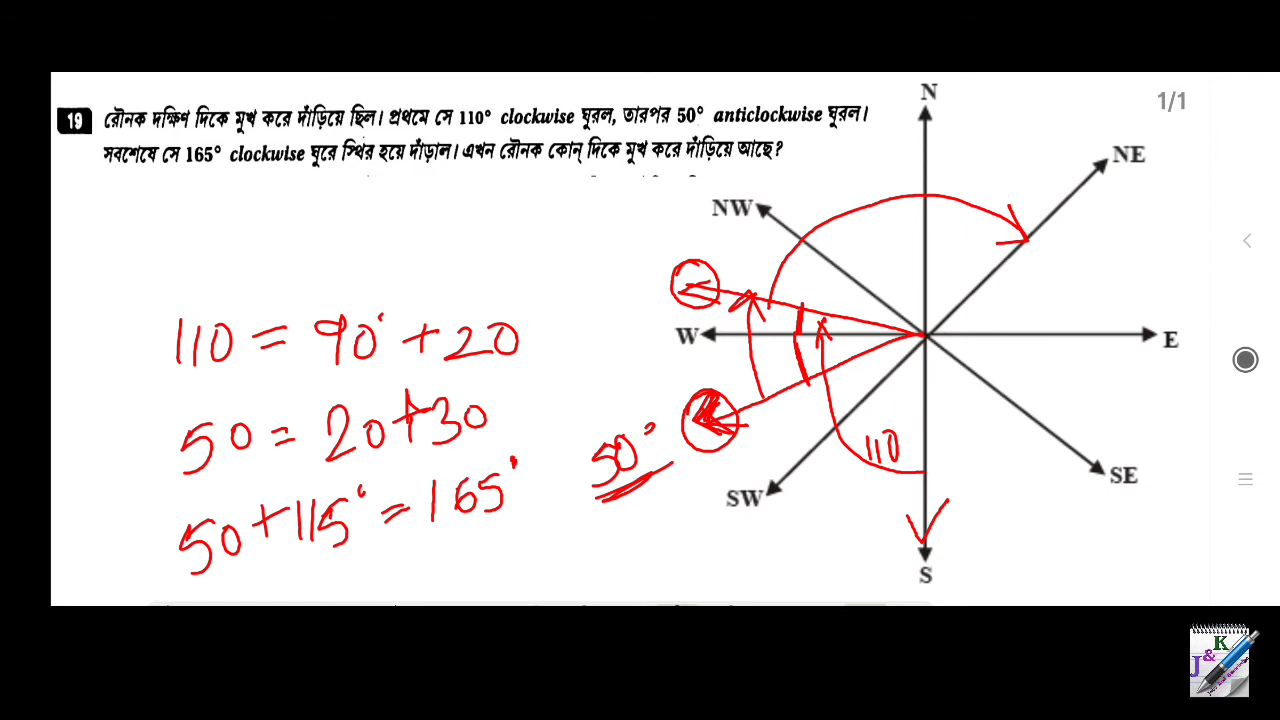 N
1/1
19 রৌনক দক্ষিণ দিকে মুখ করে দাঁড়িয়ে ছিল। প্রথমে সে 110° clockwise ঘুরল, তারপর 50° anticlockwise ঘুরল।
সবশেষে সে 165° clockwise ঘুরে স্থির হয়ে দাঁড়াল। এখন রৌনক কোন্ দিকে মুখ করে দাঁড়িয়ে আছে?
NE
NW
W
E
110 = 90° + 20
50 = 20+30
50+115° = 165°
50°
110
SW
SE
S
J&K